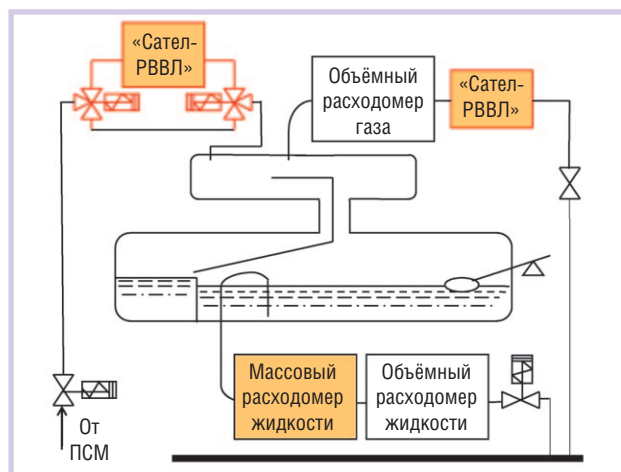 «Сател-
РВВЛ»
Объёмный
расходомер
газа
«Сател-
РВВЛ»
Массовый
расходомер
жидкости
Объёмный
расходомер
жидкости
От
ПСМ